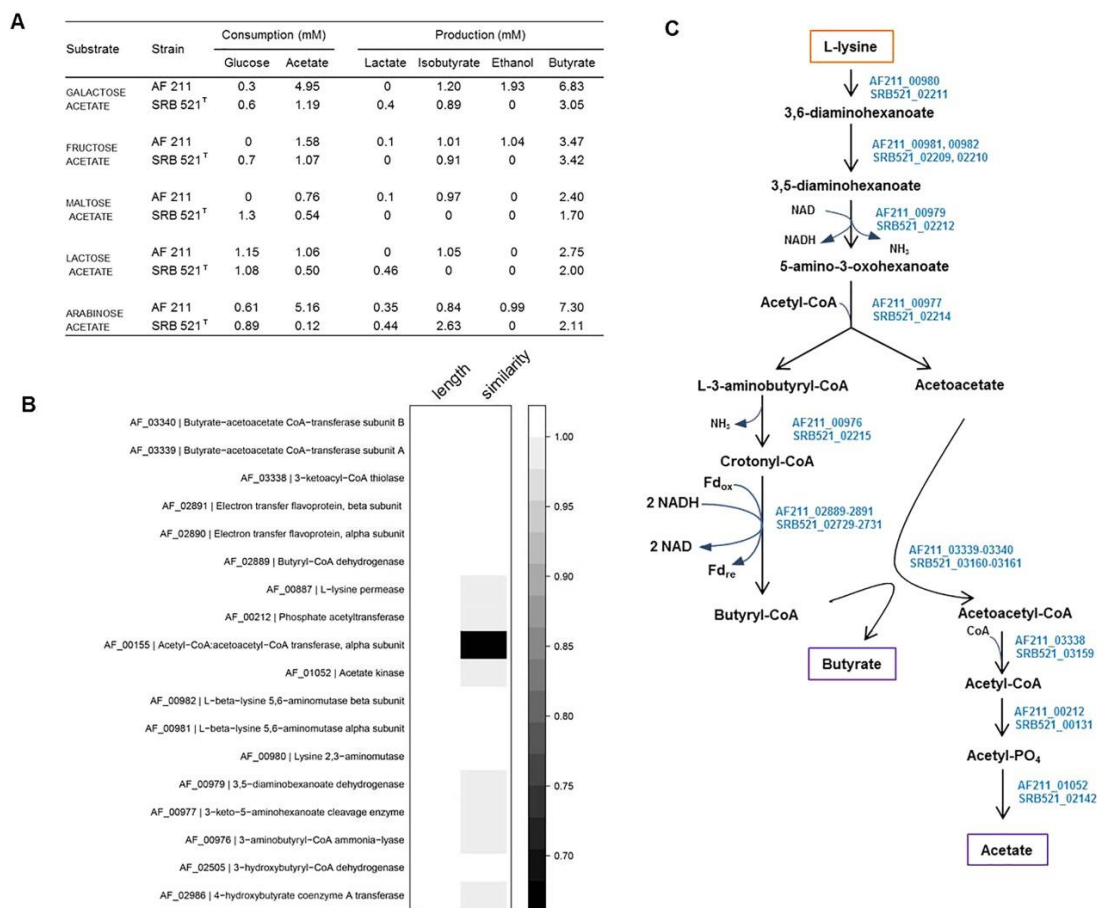 A
Consumption (mM) Production (mM)
Substrate Strain Glucose Acetate Lactate Isobutyrate Ethanol Butyrate
GALACTOSE ACETATE
AF 211 0.3 4.95 0 1.20 1.93 6.83
SRB 521ᵀ 0.6 1.19 0.4 0.89 0 3.05
FRUCTOSE ACETATE
AF 211 0 1.58 0.1 1.01 1.04 3.47
SRB 521ᵀ 0.7 1.07 0 0.91 0 3.42
MALTOSE ACETATE
AF 211 0 0.76 0.1 0.97 0 2.40
SRB 521ᵀ 1.3 0.54 0 0 0 1.70
LACTOSE ACETATE
AF 211 1.15 1.06 0 1.05 0 2.75
SRB 521ᵀ 1.08 0.50 0.46 0 0 2.00
ARABINOSE ACETATE
AF 211 0.61 5.16 0.35 0.84 0.99 7.30
SRB 521ᵀ 0.89 0.12 0.44 2.63 0 2.11
B
length
similarity
AF_03340 | Butyrate-acetoacetate CoA-transferase subunit B
AF_03339 | Butyrate-acetoacetate CoA-transferase subunit A
AF_03338 | 3-ketoacyl-CoA thiolase
AF_02891 | Electron transfer flavoprotein, beta subunit
AF_02890 | Electron transfer flavoprotein, alpha subunit
AF_02889 | Butyryl-CoA dehydrogenase
AF_00887 | L-lysine permease
AF_00212 | Phosphate acetyltransferase
AF_00155 | Acetyl-CoA:acetoacetyl-CoA transferase, alpha subunit
AF_01052 | Acetate kinase
AF_00982 | L-beta-lysine 5,6-aminomutase beta subunit
AF_00981 | L-beta-lysine 5,6-aminomutase alpha subunit
AF_00980 | Lysine 2,3-aminomutase
AF_00979 | 3,5-diaminobexanoate dehydrogenase
AF_00977 | 3-keto-5-aminohexanoate cleavage enzyme
AF_00976 | 3-aminobutyryl-CoA ammonia-lyase
AF_02505 | 3-hydroxybutyryl-CoA dehydrogenase
AF_02986 | 4-hydroxybutyrate coenzyme A transferase
1.00
0.95
0.90
0.85
0.80
0.75
0.70
C
L-lysine
AF211_00980
SRB521_02211
3,6-diaminohexanoate
AF211_00981, 00982
SRB521_02209, 02210
3,5-diaminohexanoate
NAD
NADH
NH₃
AF211_00979
SRB521_02212
5-amino-3-oxohexanoate
Acetyl-CoA
AF211_00977
SRB521_02214
L-3-aminobutyryl-CoA
Acetoacetate
NH₃
AF211_00976
SRB521_02215
Crotonyl-CoA
Fdₒₓ
2 NADH
2 NAD
Fdᵣₑ
AF211_02889-2891
SRB521_02729-2731
AF211_03339-03340
SRB521_03160-03161
Butyryl-CoA
Acetoacetyl-CoA
Butyrate
CoA
AF211_03338
SRB521_03159
Acetyl-CoA
AF211_00212
SRB521_00131
Acetyl-PO₄
AF211_01052
SRB521_02142
Acetate